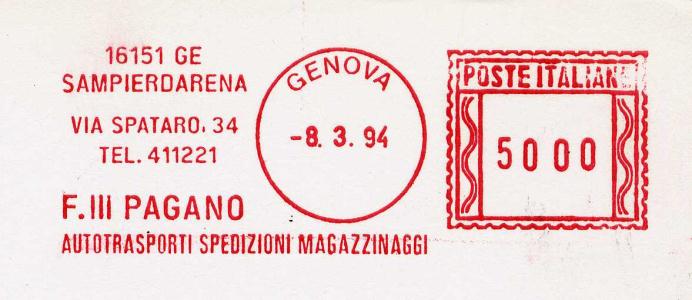 16151 GE
SAMPIERDARENA
VIA SPATARO. 34
TEL. 411221
F.III PAGANO
AUTOTRASPORTI SPEDIZIONI MAGAZZINAGGI
GENOVA
-8. 3. 94
POSTE ITALIANE
5000